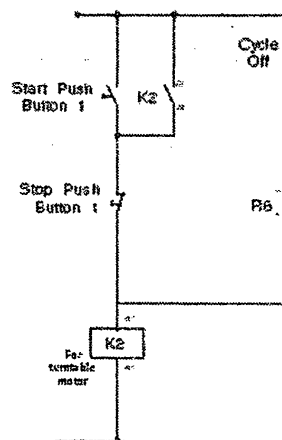 Cycle
Off
Start Push
Button 1
K2
Stop Push
Button 1
R6
K2
For
turntable
motor